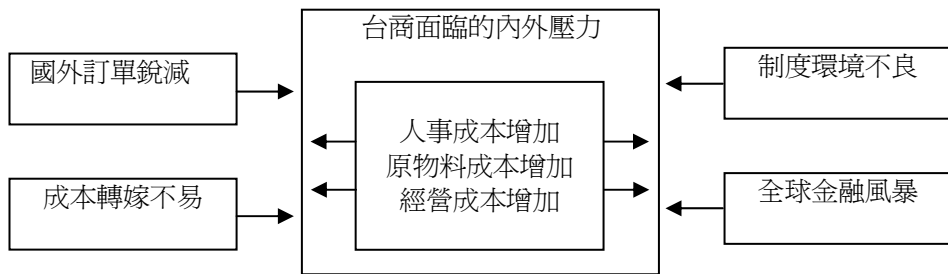 台商面臨的內外壓力
國外訂單銳減
成本轉嫁不易
人事成本增加
原物料成本增加
經營成本增加
制度環境不良
全球金融風暴